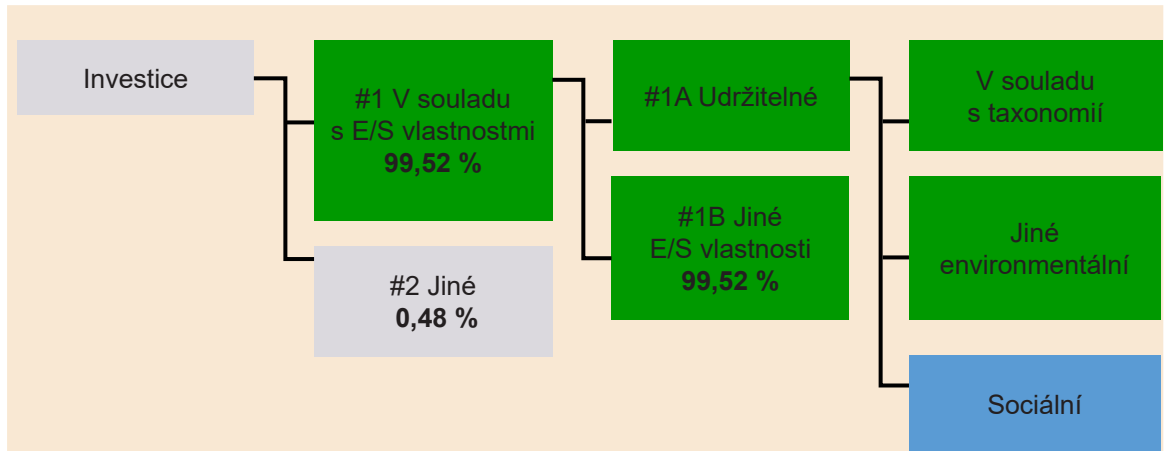 Investice
#1 V souladu
s E/S vlastnostmi
99,52 %
#2 Jiné
0,48 %
#1A Udržitelné
#1B Jiné
E/S vlastnosti
99,52 %
V souladu
s taxonomií
Jiné
environmentální
Sociální